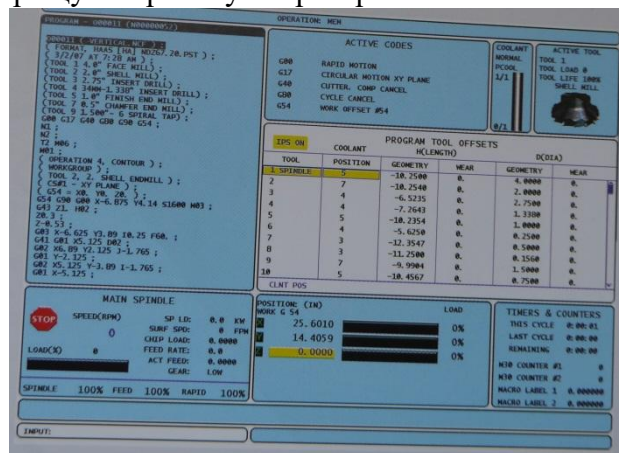 PROGRAM - O00011 (N00000057)
O00011 ( VERTICAL.NCF ) ;
( FORMAT, HAAS [HA] NDZ67.20.PST ) ;
( 3/2/07 AT 7:28 AM ) ;
(TOOL 1 4.0" FACE MILL) ;
(TOOL 2 2.0" SHELL MILL) ;
(TOOL 3 2.75" INSERT DRILL) ;
(TOOL 4 3400-1.338" INSERT DRILL) ;
(TOOL 5 1.0" FINISH END MILL) ;
(TOOL 7 0.5" CHAMFER END MILL) ;
(TOOL 9 1.500"- 6 SPIRAL TAP) ;
G00 G17 G40 G80 G90 G54 ;
N1 ;
N2 ;
T2 M06 ;
M01 ;
( OPERATION 4, CONTOUR ) ;
( WORKGROUP ) ;
( TOOL 2, 2. SHELL ENDMILL ) ;
( CS#1 - XY PLANE ) ;
( G54 = X0. Y0. 20. ) ;
G54 G90 G00 X-6.875 Y4.14 S1600 M03 ;
G43 Z1. H02 ;
Z0.3 ;
Z-0.53 ;
G03 X-6.625 Y3.89 I0.25 F60. ;
G41 G01 X5.125 D02 ;
G02 X6.89 Y2.125 J-1.765 ;
G01 Y-2.125 ;
G02 X5.125 Y-3.89 I-1.765 ;
G01 X-5.125 ;
OPERATION: MEM
ACTIVE CODES
G00 RAPID MOTION
G17 CIRCULAR MOTION XY PLANE
G40 CUTTER. COMP CANCEL
G80 CYCLE CANCEL
G54 WORK OFFSET #54
COOLANT
NORMAL
PCOOL
1/1
0/1
ACTIVE TOOL
TOOL 1
TOOL LOAD 0
TOOL LIFE 100%
SHELL MILL
IPS ON
PROGRAM TOOL OFFSETS
COOLANT H(LENGTH) D(DIA)
TOOL POSITION GEOMETRY WEAR GEOMETRY WEAR
1 SPINDLE 5 -10.2500 0. 4.0000 0.
2 7 -10.2540 0. 2.0000 0.
3 4 -6.5235 0. 2.7500 0.
4 4 -7.2643 0. 1.3380 0.
5 5 -10.2354 0. 1.0000 0.
6 4 -5.6250 0. 0.2500 0.
7 7 -12.3547 0. 0.5000 0.
8 3 -11.2500 0. 0.1560 0.
9 7 -9.9904 0. 1.5000 0.
10 5 -10.4567 0. 0.7500 0.
CLNT POS
MAIN SPINDLE
STOP
SPEED(RPM) 0
LOAD(%) 0
SP LD: 0.0 KW
SURF SPD: 0 FPM
CHIP LOAD: 0.0000
FEED RATE: 0.0
ACT FEED: 0.0000
GEAR: LOW
SPINDLE 100% FEED 100% RAPID 100%
POSITION: (IN)
WORK G 54 LOAD
X 25.6010 0%
Y 14.4059 0%
0.0000 0%
TIMERS & COUNTERS
THIS CYCLE 0:00:01
LAST CYCLE 0:00:00
REMAINING 0:00:00
M30 COUNTER #1 0
M30 COUNTER #2 0
MACRO LABEL 1 0.000000
MACRO LABEL 2 0.000000
INPUT: